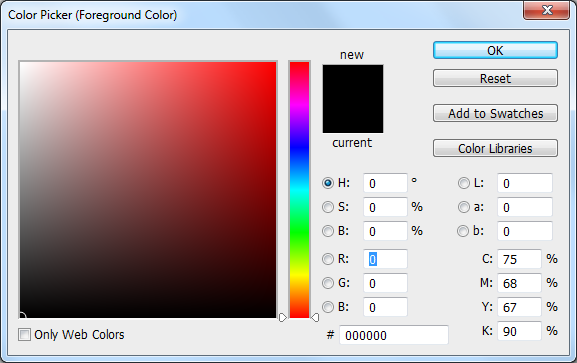 Color Picker (Foreground Color)
new
current
OK
Reset
Add to Swatches
Color Libraries
H: 0 °
S: 0 %
B: 0 %
R: 0
G: 0
B: 0
L: 0
a: 0
b: 0
C: 75 %
M: 68 %
Y: 67 %
K: 90 %
Only Web Colors
# 000000